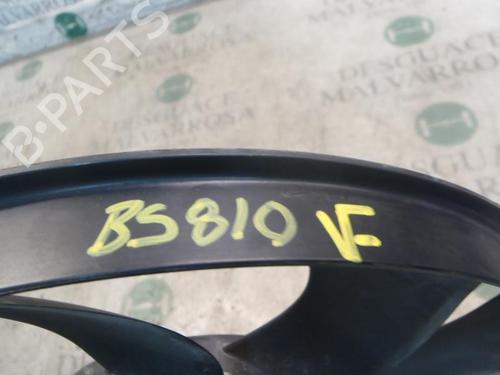 B-PARTS
DESGUACE
MALVARROSA
BS810 VF